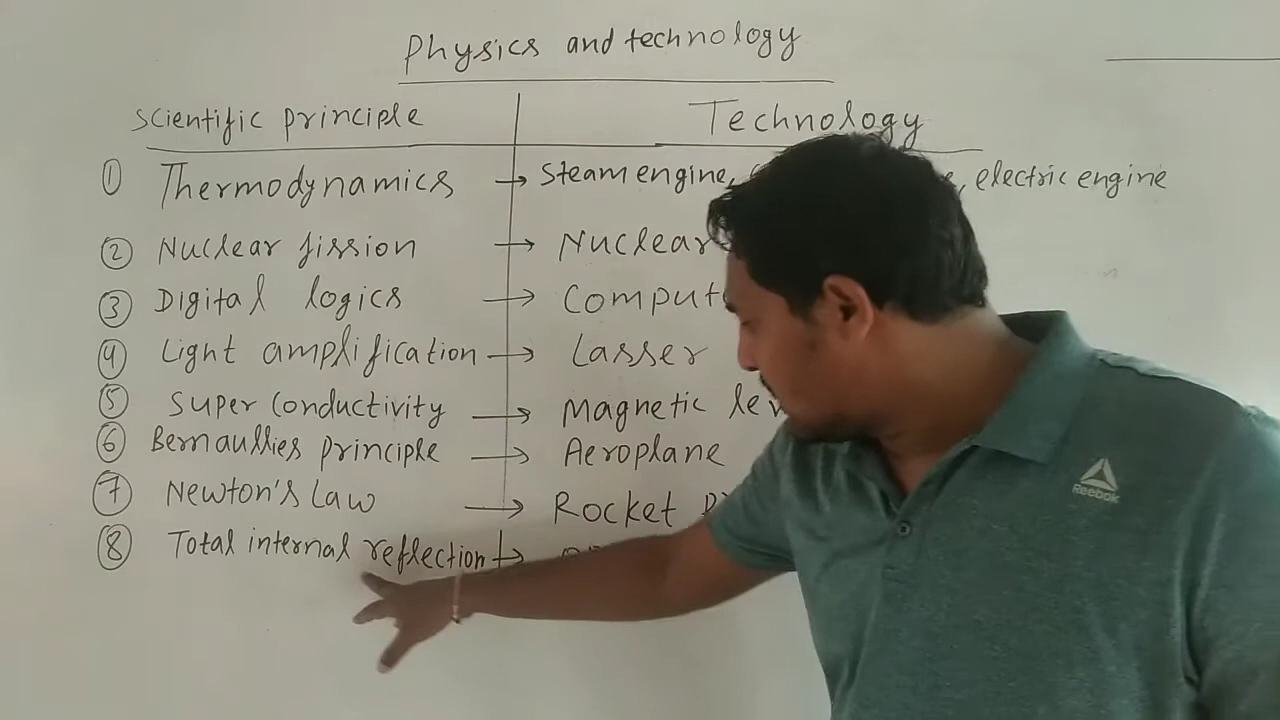 Physics and technology
Scientific principle Technology
① Thermodynamics → Steam engine, electric engine
② Nuclear fission → Nuclear
③ Digital logics →
④ Light amplification → Lasser
⑤ Super Conductivity → Magnetic
⑥ Bernaullies principle → Aeroplane
⑦ Newton's Law → Rocket
⑧ Total internal reflection →
Reebok